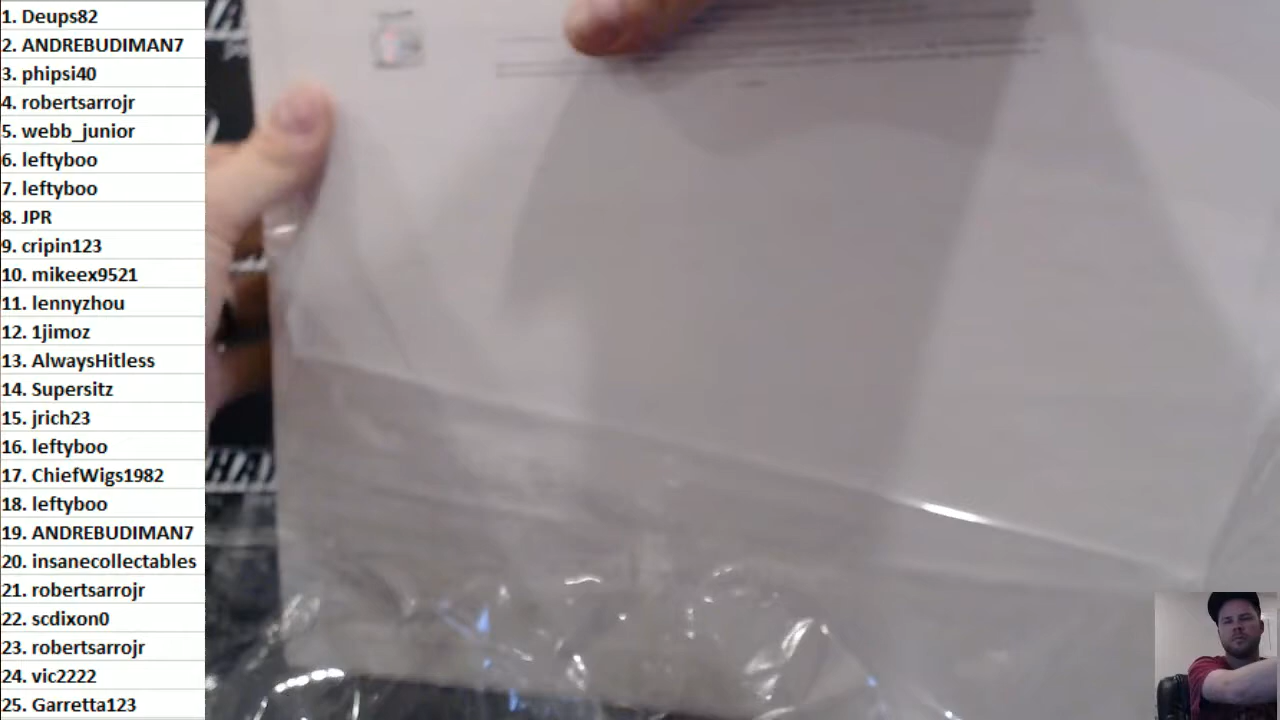 1. Deups82
2. ANDREBUDIMAN7
3. phipsi40
4. robertsarrojr
5. webb_junior
6. leftyboo
7. leftyboo
8. JPR
9. cripin123
10. mikeex9521
11. lennyzhou
12. 1jimoz
13. AlwaysHitless
14. Supersitz
15. jrich23
16. leftyboo
17. ChiefWigs1982
18. leftyboo
19. ANDREBUDIMAN7
20. insanecollectables
21. robertsarrojr
22. scdixon0
23. robertsarrojr
24. vic2222
25. Garretta123